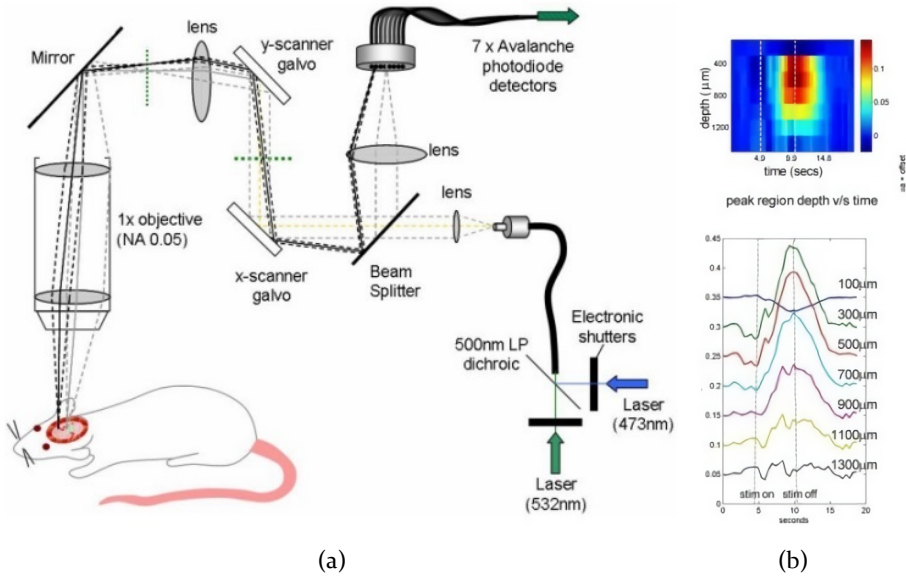 Mirror
lens
y-scanner
galvo
7 x Avalanche
photodiode
detectors
lens
1x objective
(NA 0.05)
lens
x-scanner
galvo
Beam
Splitter
Electronic
shutters
500nm LP
dichroic
Laser
(473nm)
Laser
(532nm)
(a)
depth (μm)
400
800
1200
0.1
0.05
0
4.9 9.9 14.8
time (secs)
peak region depth v/s time
0.45
0.4
0.35
0.3
0.25
0.2
0.15
0.1
0.05
100μm
300μm
500μm
700μm
900μm
1100μm
1300μm
stim on stim off
0 5 10 15 20
seconds
(b)